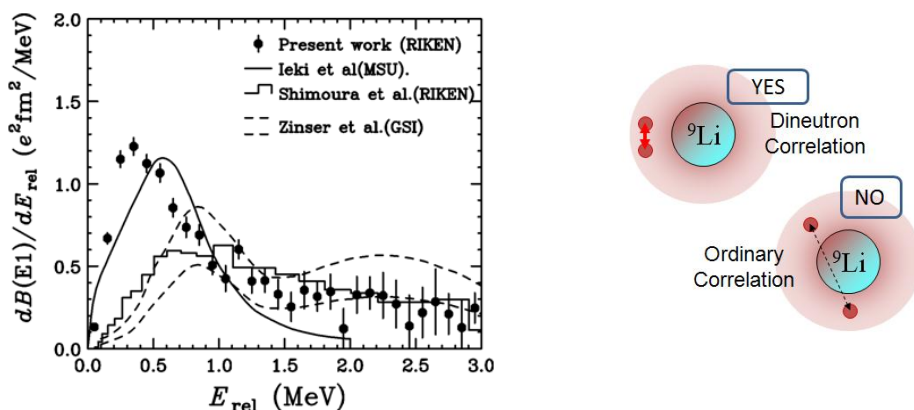 2.0
1.5
1.0
0.5
0.0
dB(E1)/dE_rel (e²fm²/MeV)
Present work (RIKEN)
Ieki et al(MSU).
Shimoura et al.(RIKEN)
Zinser et al.(GSI)
0.0 0.5 1.0 1.5 2.0 2.5 3.0
E_rel (MeV)
YES
⁹Li
Dineutron
Correlation
NO
Ordinary
Correlation
⁹Li